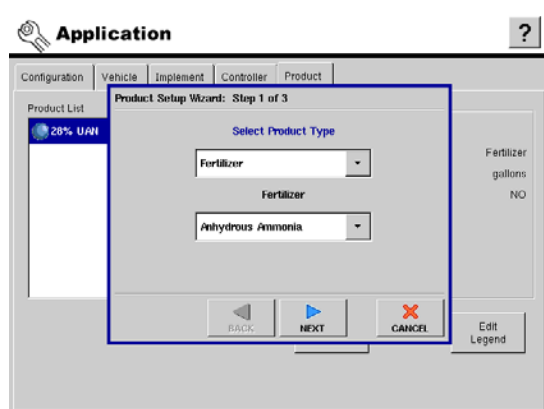 Application
?
Configuration Vehicle Implement Controller Product
Product List
28% UAN
Product Setup Wizard: Step 1 of 3
Select Product Type
Fertilizer
Fertilizer
Anhydrous Ammonia
BACK NEXT CANCEL
Fertilizer
gallons
NO
Edit
Legend